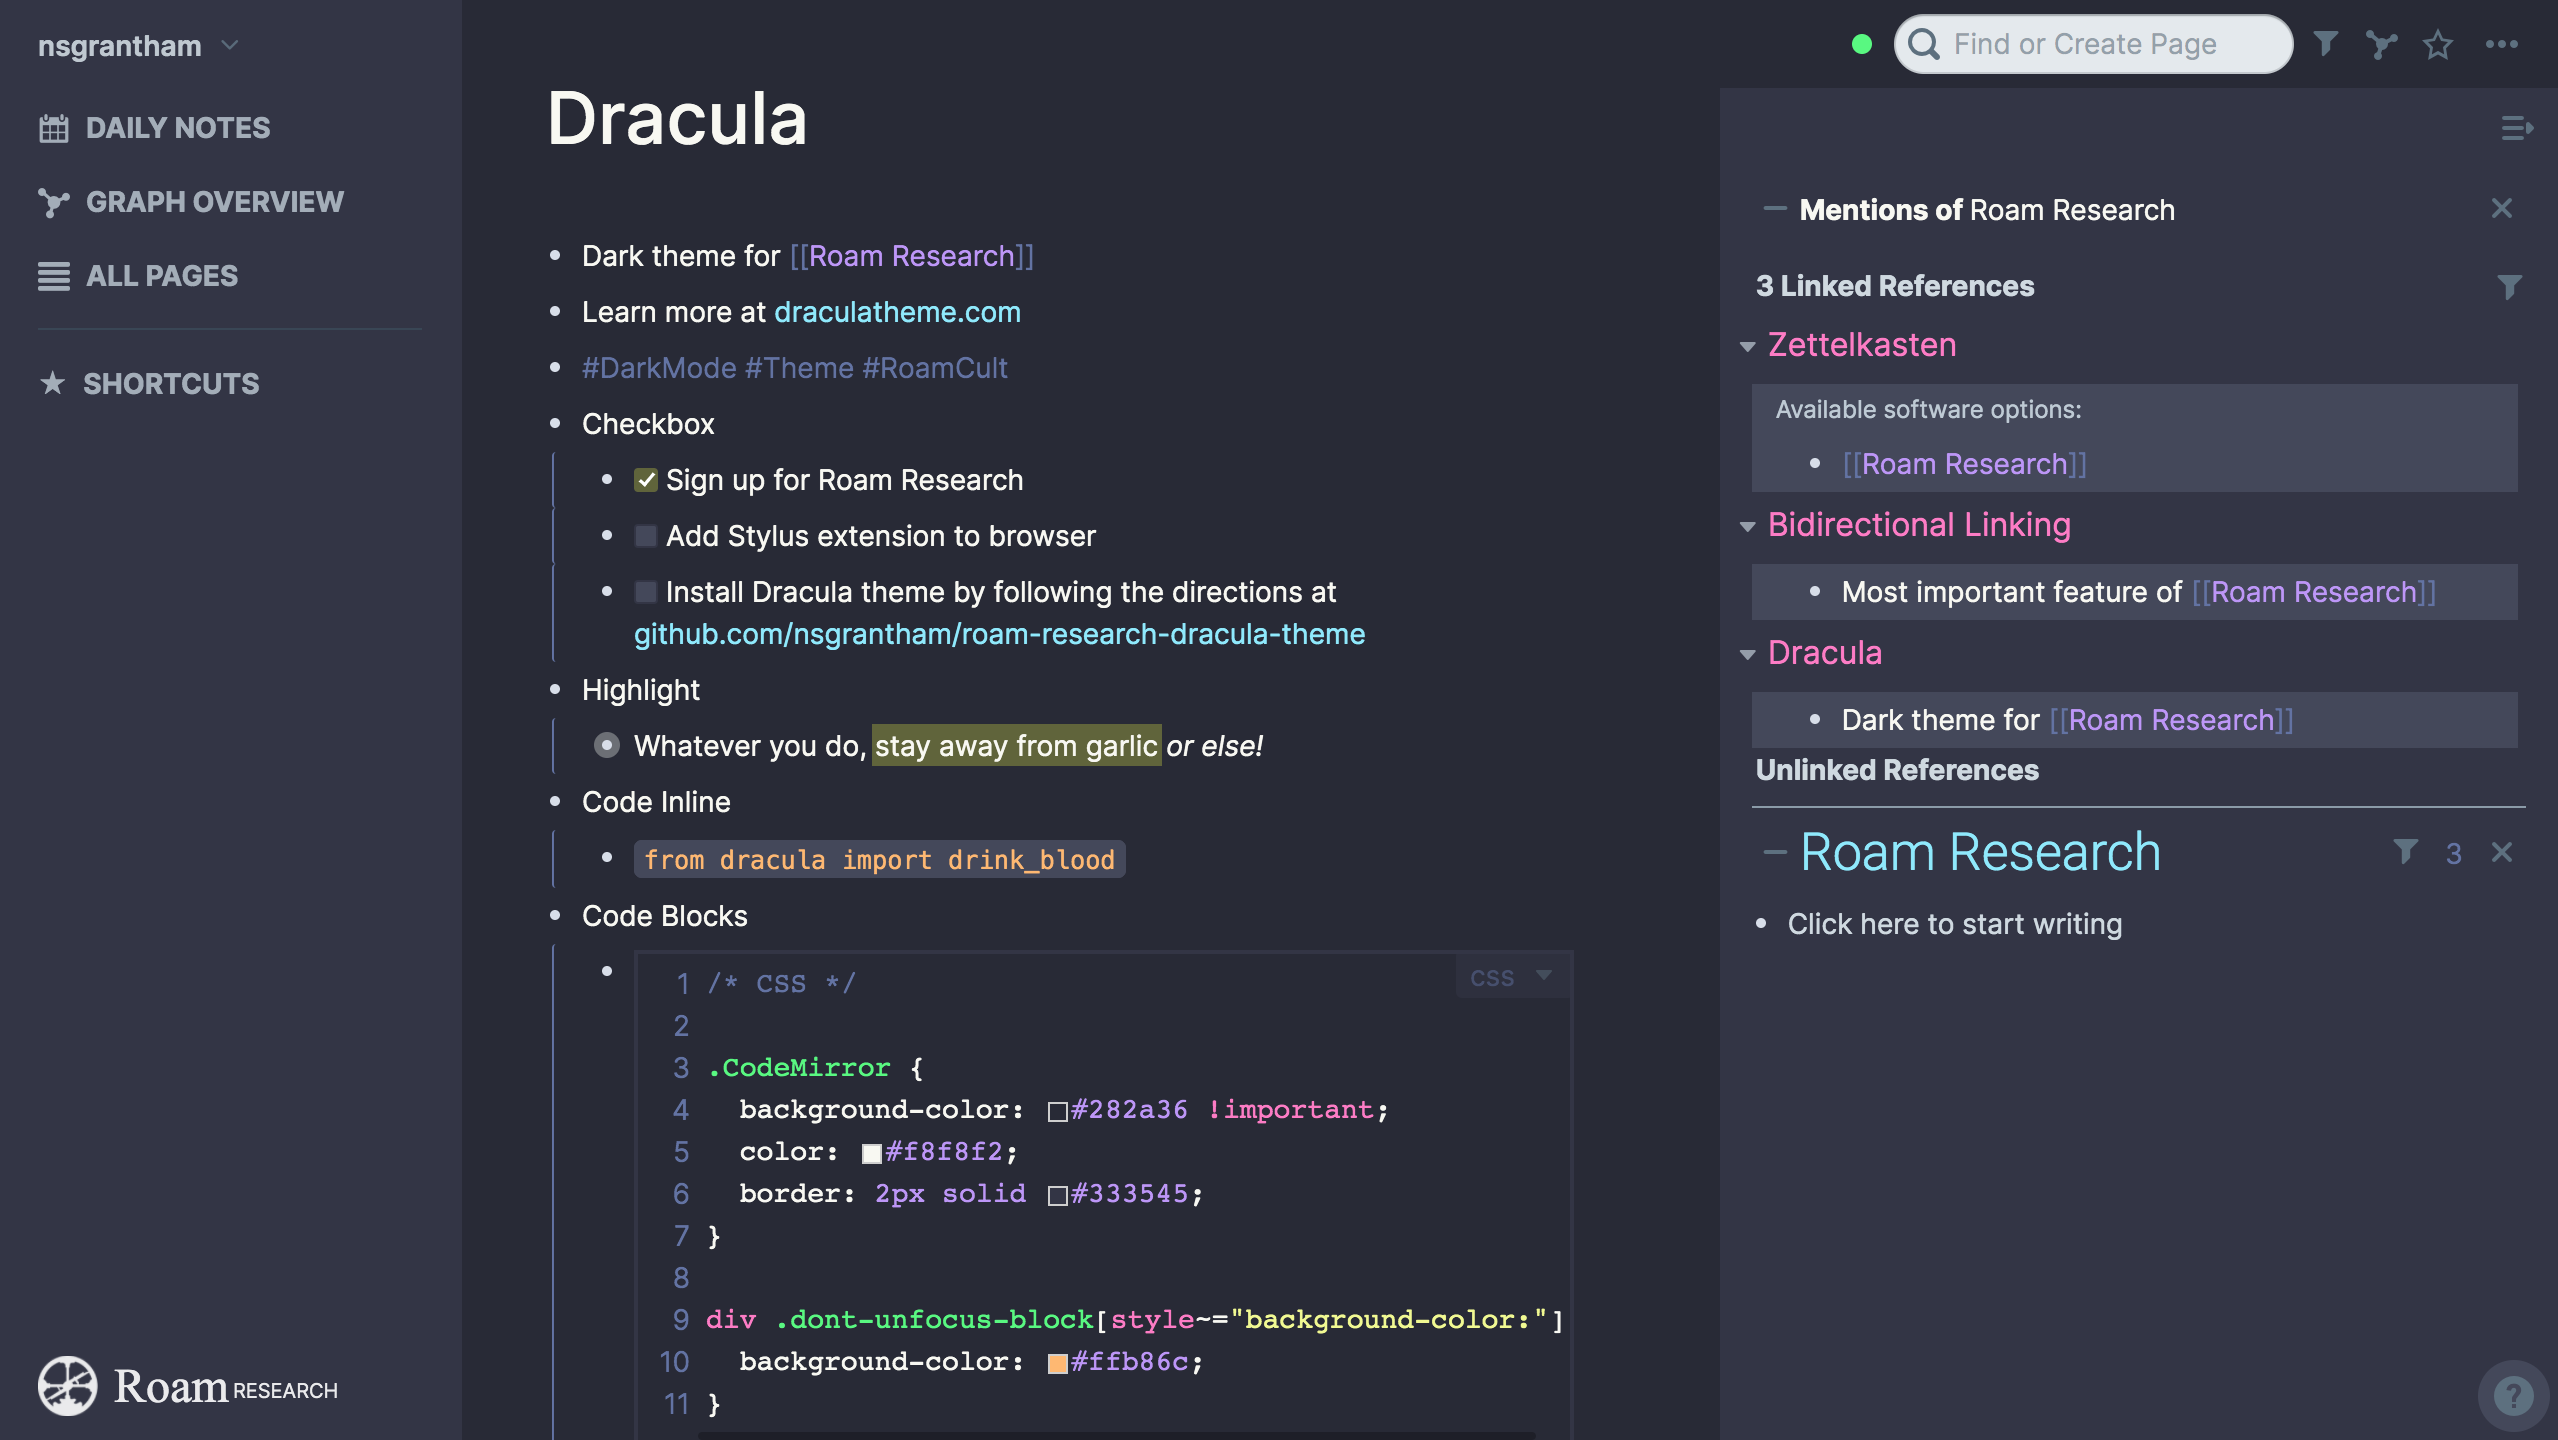 nsgrantham
DAILY NOTES
GRAPH OVERVIEW
ALL PAGES
SHORTCUTS
Roam RESEARCH
Dracula
Dark theme for [[Roam Research]]
Learn more at draculatheme.com
#DarkMode #Theme #RoamCult
Checkbox
Sign up for Roam Research
Add Stylus extension to browser
Install Dracula theme by following the directions at
github.com/nsgrantham/roam-research-dracula-theme
Highlight
Whatever you do, stay away from garlic or else!
Code Inline
from dracula import drink_blood
Code Blocks
css
1 /* CSS */
2
3 .CodeMirror {
4 background-color: #282a36 !important;
5 color: #f8f8f2;
6 border: 2px solid #333545;
7 }
8
9 div .dont-unfocus-block[style~="background-color:"]
10 background-color: #ffb86c;
11 }
Find or Create Page
Mentions of Roam Research
3 Linked References
Zettelkasten
Available software options:
[[Roam Research]]
Bidirectional Linking
Most important feature of [[Roam Research]]
Dracula
Dark theme for [[Roam Research]]
Unlinked References
Roam Research 3
Click here to start writing
?